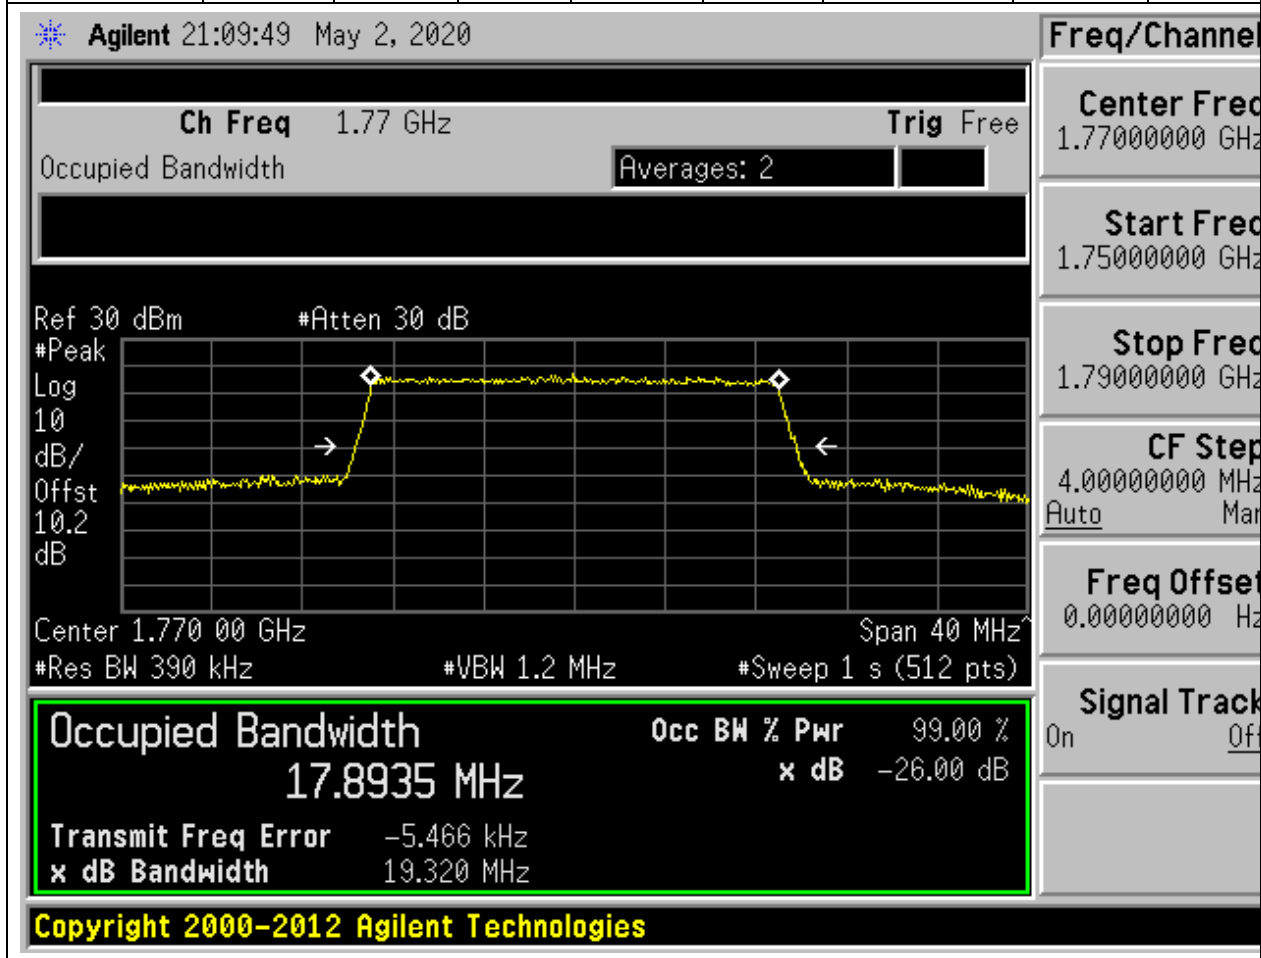 Agilent 21:09:49 May 2, 2020
Freq/Channel
Ch Freq 1.77 GHz Trig Free
Occupied Bandwidth Averages: 2
Center Freq
1.77000000 GHz
Start Freq
1.75000000 GHz
Stop Freq
1.79000000 GHz
CF Step
4.00000000 MHz
Auto Man
Freq Offset
0.00000000 Hz
Signal Track
On Off
Ref 30 dBm #Atten 30 dB
#Peak
Log
10
dB/
Offst
10.2
dB
Center 1.770 00 GHz Span 40 MHz^
#Res BW 390 kHz #VBW 1.2 MHz #Sweep 1 s (512 pts)
Occupied Bandwidth
17.8935 MHz
Occ BW % Pwr 99.00 %
x dB -26.00 dB
Transmit Freq Error -5.466 kHz
x dB Bandwidth 19.320 MHz
Copyright 2000-2012 Agilent Technologies